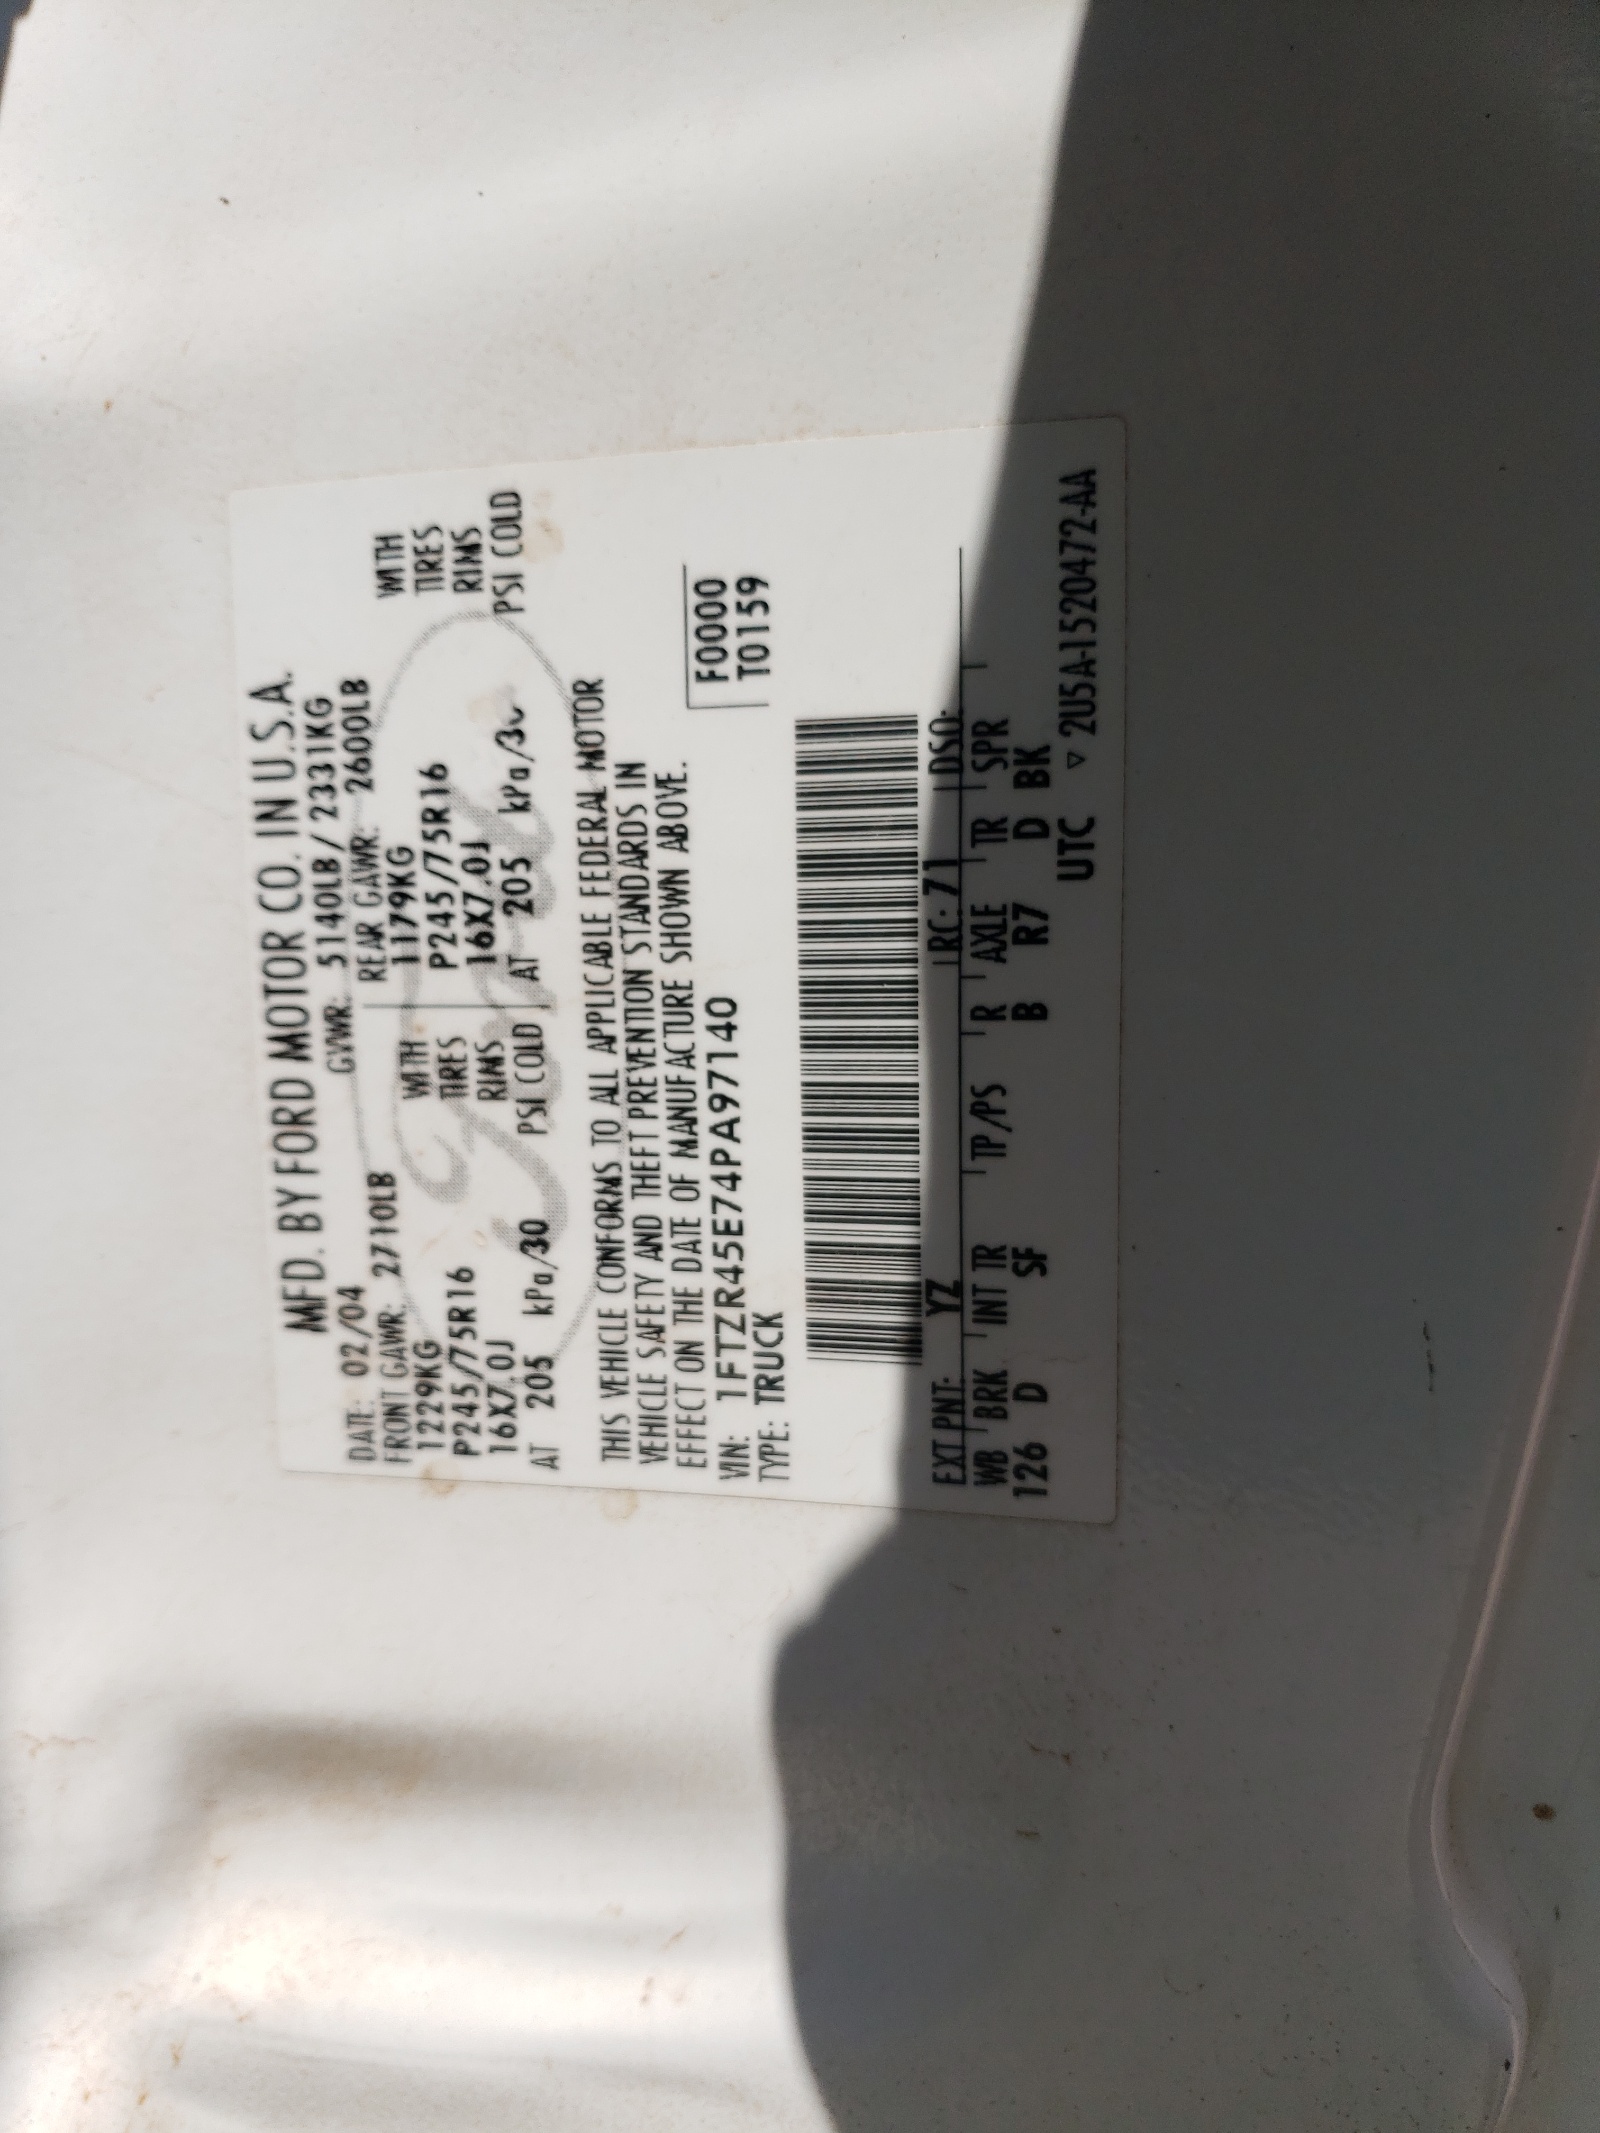 MFD. BY FORD MOTOR CO. IN U.S.A.
DATE: 02/04 GVWR: 5140LB / 2331KG
FRONT GAWR: 2710LB REAR GAWR: 2600LB
1229KG WITH 1179KG WITH
P245/75R16 TIRES P245/75R16 TIRES
16X7.0J RIMS 16X7.0J RIMS
AT 205 kPa/30 PSI COLD AT 205 kPa/30 PSI COLD
THIS VEHICLE CONFORMS TO ALL APPLICABLE FEDERAL MOTOR
VEHICLE SAFETY AND THEFT PREVENTION STANDARDS IN
EFFECT ON THE DATE OF MANUFACTURE SHOWN ABOVE.
VIN: 1FTZR45E74PA97140 F0000
TYPE: TRUCK T0159
EXT PNT: YZ RC: 71 DSO:
WB BRK INT TR TP/PS R AXLE TR SPR
126 D SF B R7 D BK
UTC ▽ 2U5A-1520472-AA